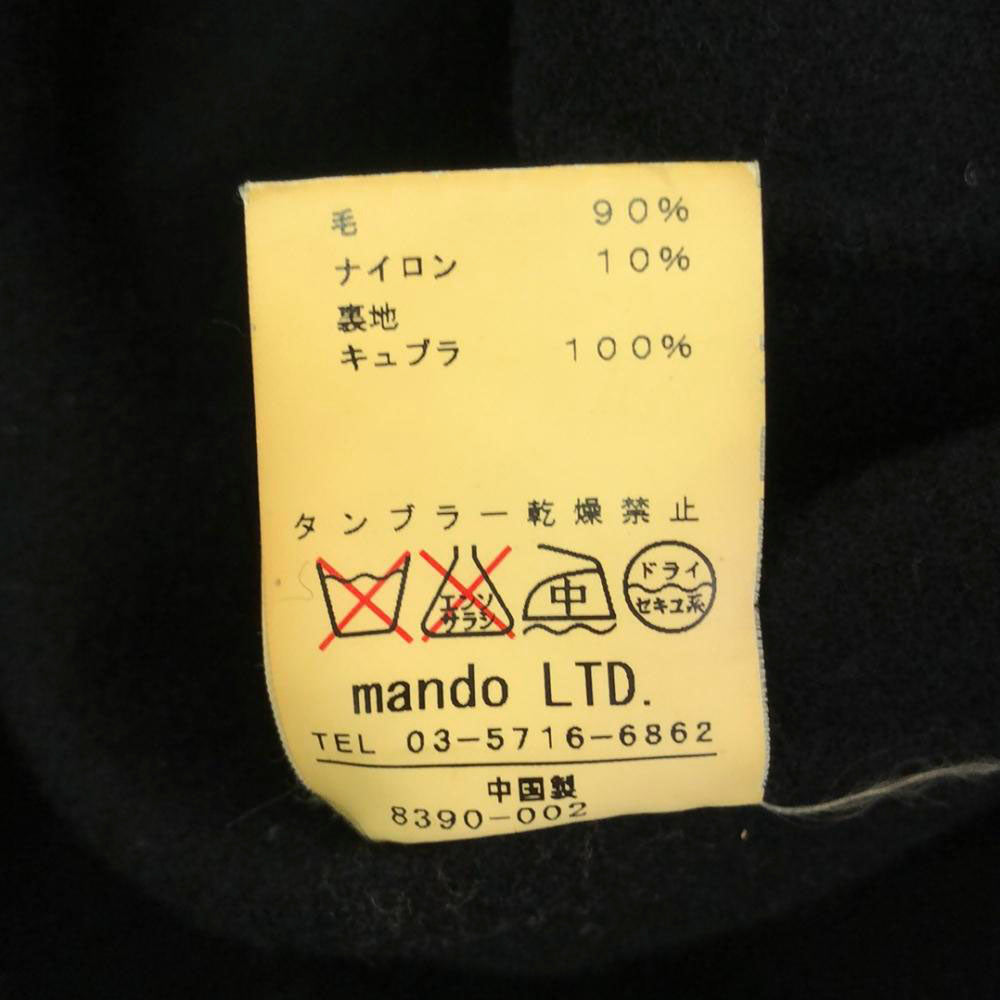 毛 90%
ナイロン 10%
裏地
キュプラ 100%
タンブラー乾燥禁止
エンソ
サラシ
中
ドライ
セキユ系
mando LTD.
TEL 03-5716-6862
中国製
8390-002